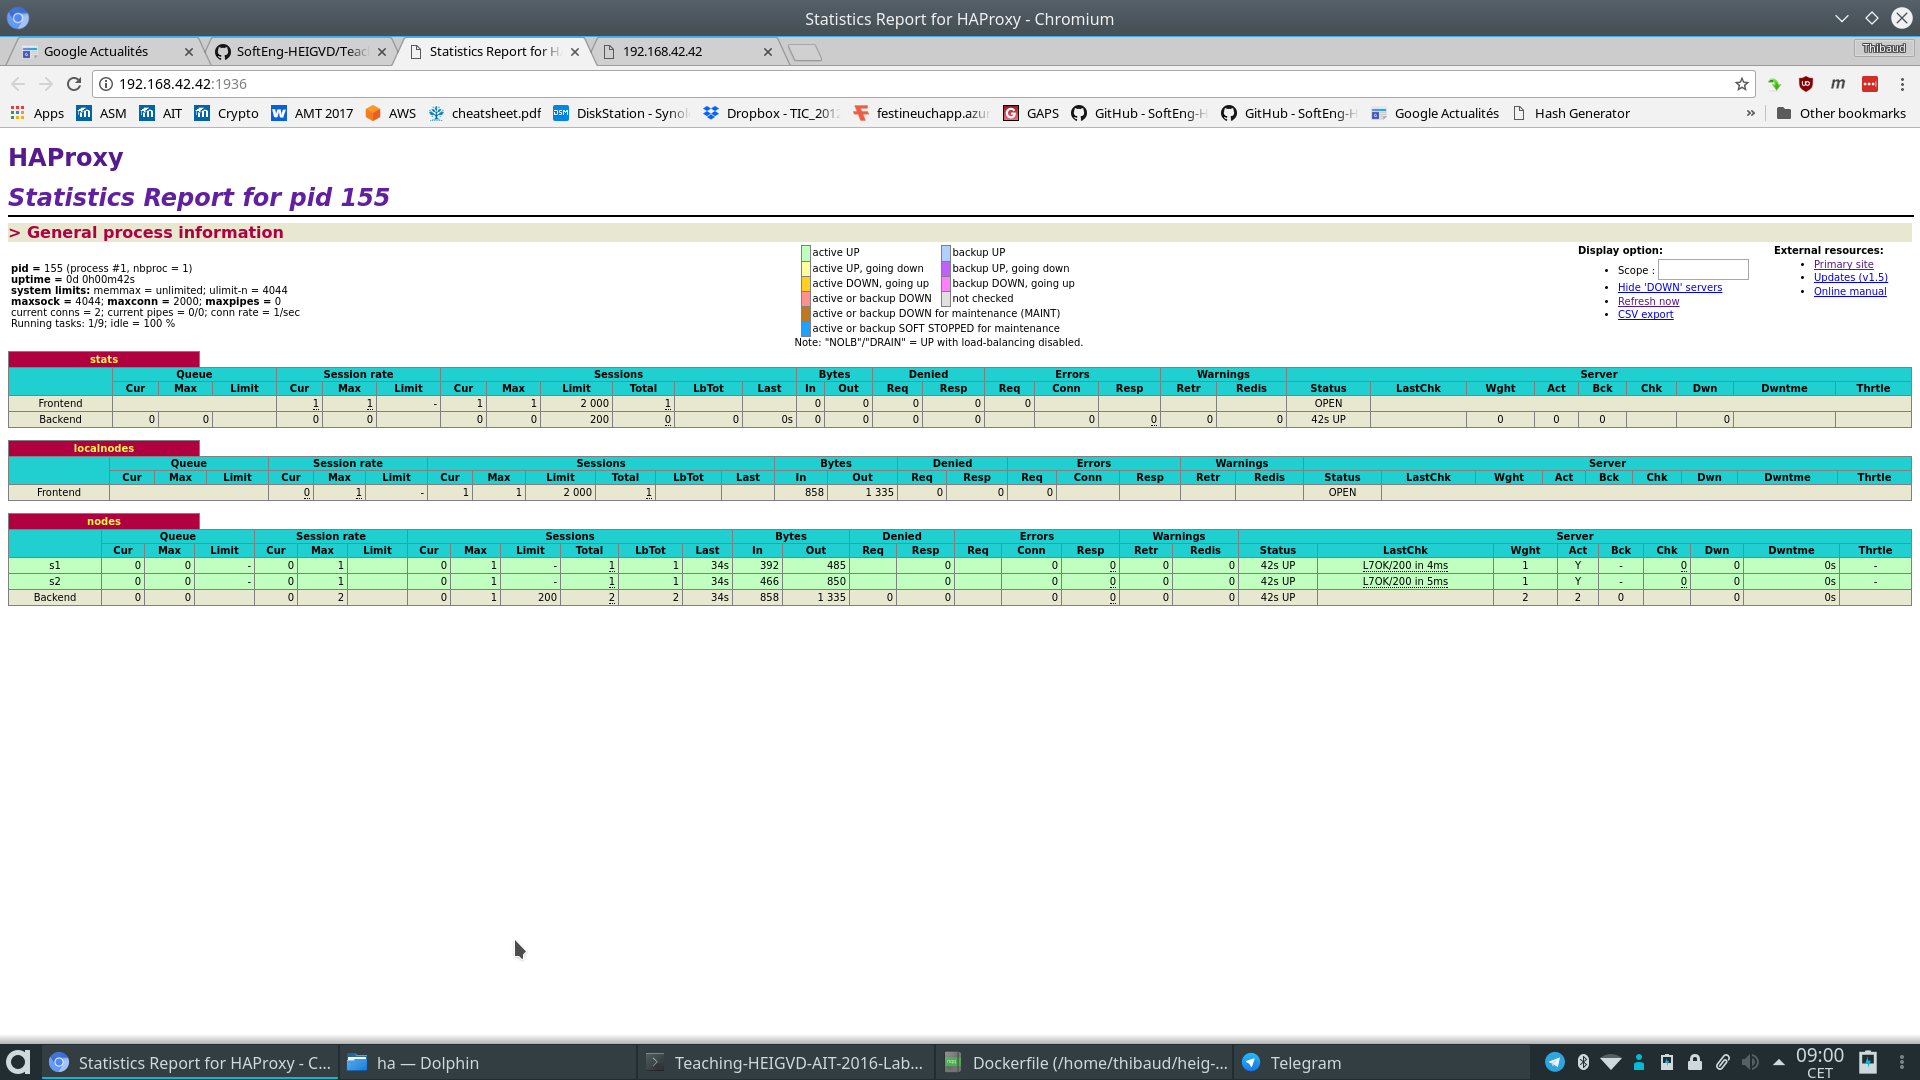 Statistics Report for HAProxy - Chromium
Google Actualités
SoftEng-HEIGVD/Teac
Statistics Report for H
192.168.42.42
Thibaud
192.168.42.42:1936
Apps ASM AIT Crypto AMT 2017 AWS cheatsheet.pdf DiskStation - Synol Dropbox - TIC_201 festineuchapp.azu GAPS GitHub - SoftEng-H GitHub - SoftEng-H Google Actualités Hash Generator » Other bookmarks
HAProxy
Statistics Report for pid 155
> General process information
pid = 155 (process #1, nbproc = 1)
uptime = 0d 0h00m42s
system limits: memmax = unlimited; ulimit-n = 4044
maxsock = 4044; maxconn = 2000; maxpipes = 0
current conns = 2; current pipes = 0/0; conn rate = 1/sec
Running tasks: 1/9; idle = 100 %
active UP backup UP
active UP, going down backup UP, going down
active DOWN, going up backup DOWN, going up
active or backup DOWN not checked
active or backup DOWN for maintenance (MAINT)
active or backup SOFT STOPPED for maintenance
Note: "NOLB"/"DRAIN" = UP with load-balancing disabled.
Display option:
Scope :
Hide 'DOWN' servers
Refresh now
CSV export
External resources:
Primary site
Updates (v1.5)
Online manual
stats
Queue Session rate Sessions Bytes Denied Errors Warnings Server
Cur Max Limit Cur Max Limit Cur Max Limit Total LbTot Last In Out Req Resp Req Conn Resp Retr Redis Status LastChk Wght Act Bck Chk Dwn Dwntme Thrtle
Frontend 1 1 - 1 1 2 000 1 0 0 0 0 0 OPEN
Backend 0 0 0 0 0 0 200 0 0 0s 0 0 0 0 0 0 0 0 42s UP 0 0 0 0
localnodes
Queue Session rate Sessions Bytes Denied Errors Warnings Server
Cur Max Limit Cur Max Limit Cur Max Limit Total LbTot Last In Out Req Resp Req Conn Resp Retr Redis Status LastChk Wght Act Bck Chk Dwn Dwntme Thrtle
Frontend 0 1 - 1 1 2 000 1 858 1 335 0 0 0 OPEN
nodes
Queue Session rate Sessions Bytes Denied Errors Warnings Server
Cur Max Limit Cur Max Limit Cur Max Limit Total LbTot Last In Out Req Resp Req Conn Resp Retr Redis Status LastChk Wght Act Bck Chk Dwn Dwntme Thrtle
s1 0 0 - 0 1 0 1 - 1 1 34s 392 485 0 0 0 0 0 42s UP L7OK/200 in 4ms 1 Y - 0 0 0s -
s2 0 0 - 0 1 0 1 - 1 1 34s 466 850 0 0 0 0 0 42s UP L7OK/200 in 5ms 1 Y - 0 0 0s -
Backend 0 0 0 2 0 1 200 2 2 34s 858 1 335 0 0 0 0 0 0 42s UP 2 2 0 0 0s
Statistics Report for HAProxy - C...
ha — Dolphin
Teaching-HEIGVD-AIT-2016-Lab...
Dockerfile (/home/thibaud/heig-...
Telegram
09:00
CET